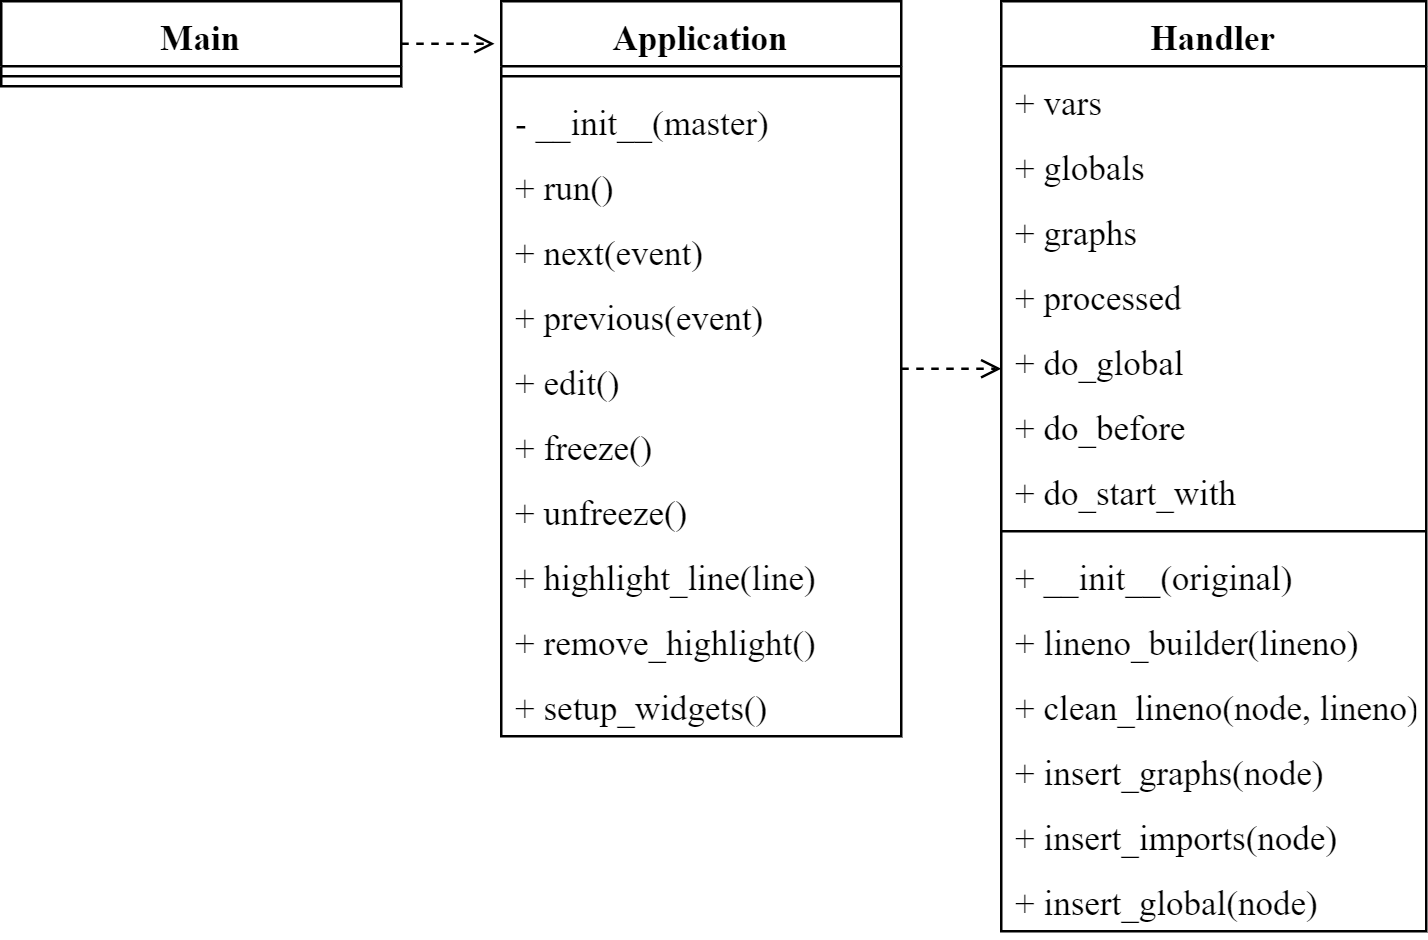 Main
Application
- __init__(master)
+ run()
+ next(event)
+ previous(event)
+ edit()
+ freeze()
+ unfreeze()
+ highlight_line(line)
+ remove_highlight()
+ setup_widgets()
Handler
+ vars
+ globals
+ graphs
+ processed
+ do_global
+ do_before
+ do_start_with
+ __init__(original)
+ lineno_builder(lineno)
+ clean_lineno(node, lineno)
+ insert_graphs(node)
+ insert_imports(node)
+ insert_global(node)